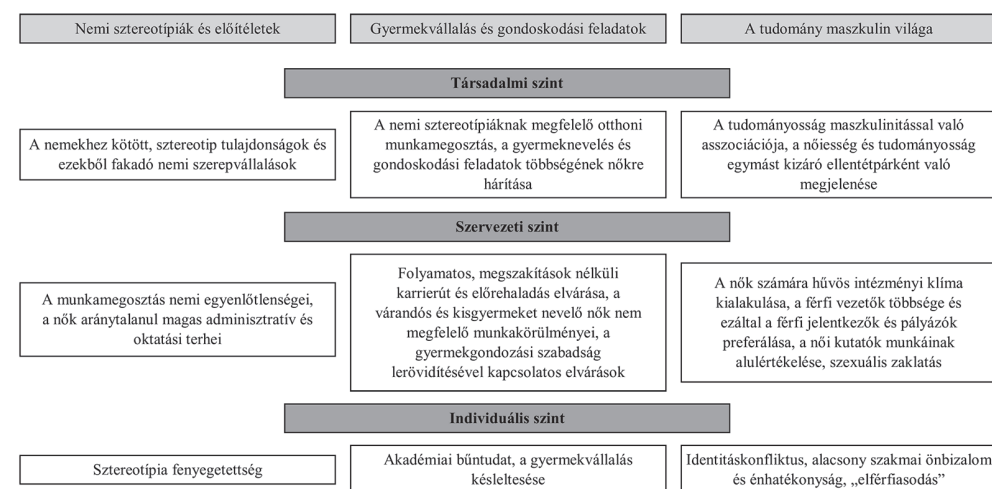 Nemi sztereotípiák és előítéletek
Gyermekvállalás és gondoskodási feladatok
A tudomány maszkulin világa
Társadalmi szint
A nemekhez kötött, sztereotip tulajdonságok és
ezekből fakadó nemi szerepvállalások
A nemi sztereotípiáknak megfelelő otthoni
munkamegosztás, a gyermeknevelés és
gondoskodási feladatok többségének nőkre
hárítása
A tudományosság maszkulinitással való
asszociációja, a nőiesség és tudományosság
egymást kizáró ellentétpárként való
megjelenése
Szervezeti szint
A munkamegosztás nemi egyenlőtlenségei,
a nők aránytalanul magas adminisztratív és
oktatási terhei
Folyamatos, megszakítások nélküli
karrierút és előrehaladás elvárása, a
várandós és kisgyermeket nevelő nők nem
megfelelő munkakörülményei, a
gyermekgondozási szabadság
lerövidítésével kapcsolatos elvárások
A nők számára hűvös intézményi klíma
kialakulása, a férfi vezetők többsége és
ezáltal a férfi jelentkezők és pályázók
preferálása, a női kutatók munkáinak
alulértékelése, szexuális zaklatás
Individuális szint
Sztereotípia fenyegetettség
Akadémiai bűntudat, a gyermekvállalás
késleltetése
Identitáskonfliktus, alacsony szakmai önbizalom
és énhatékonyság, „elférfiasodás”